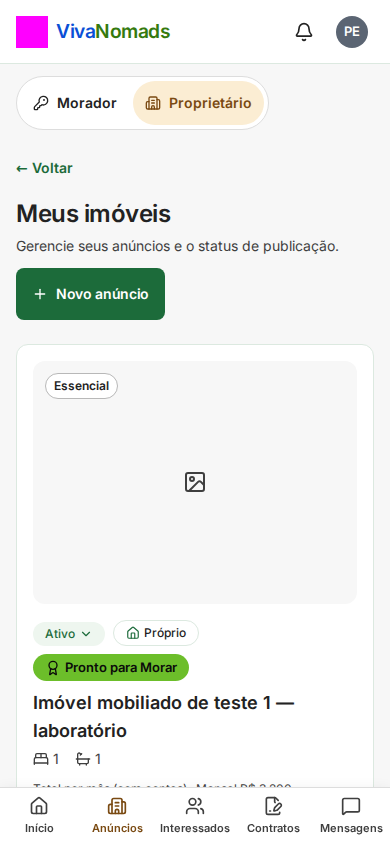 VivaNomads
PE
Morador
Proprietário
← Voltar
Meus imóveis
Gerencie seus anúncios e o status de publicação.
+ Novo anúncio
Essencial
Ativo
Próprio
Pronto para Morar
Imóvel mobiliado de teste 1 —
laboratório
1 1
Início
Anúncios
Interessados
Contratos
Mensagens